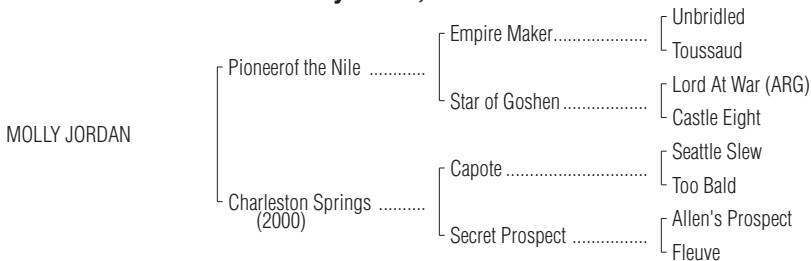 Unbridled
Empire Maker....................
Toussaud
Pioneerof the Nile ............
Lord At War (ARG)
Star of Goshen..................
Castle Eight
MOLLY JORDAN
Seattle Slew
Capote ..............................
Too Bald
Charleston Springs ..........
(2000)
Allen's Prospect
Secret Prospect ................
Fleuve